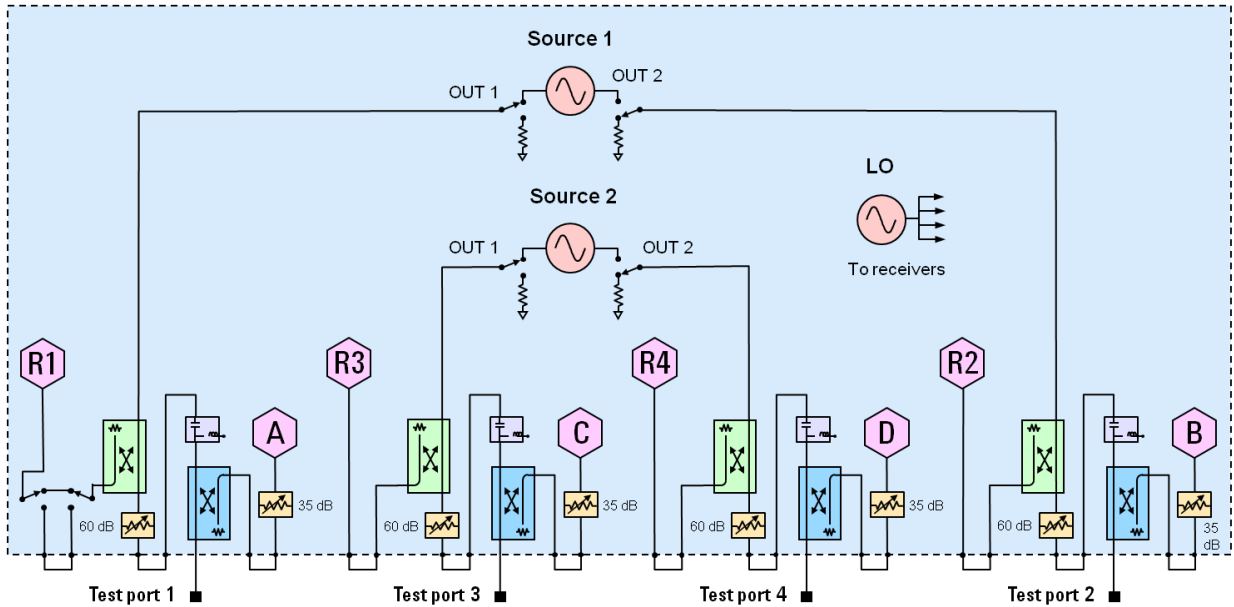 Source 1
OUT 1
OUT 2
LO
Source 2
OUT 1
OUT 2
To receivers
R1
R3
R4
R2
A
C
D
B
60 dB
35 dB
60 dB
35 dB
60 dB
35 dB
60 dB
35
dB
Test port 1
Test port 3
Test port 4
Test port 2